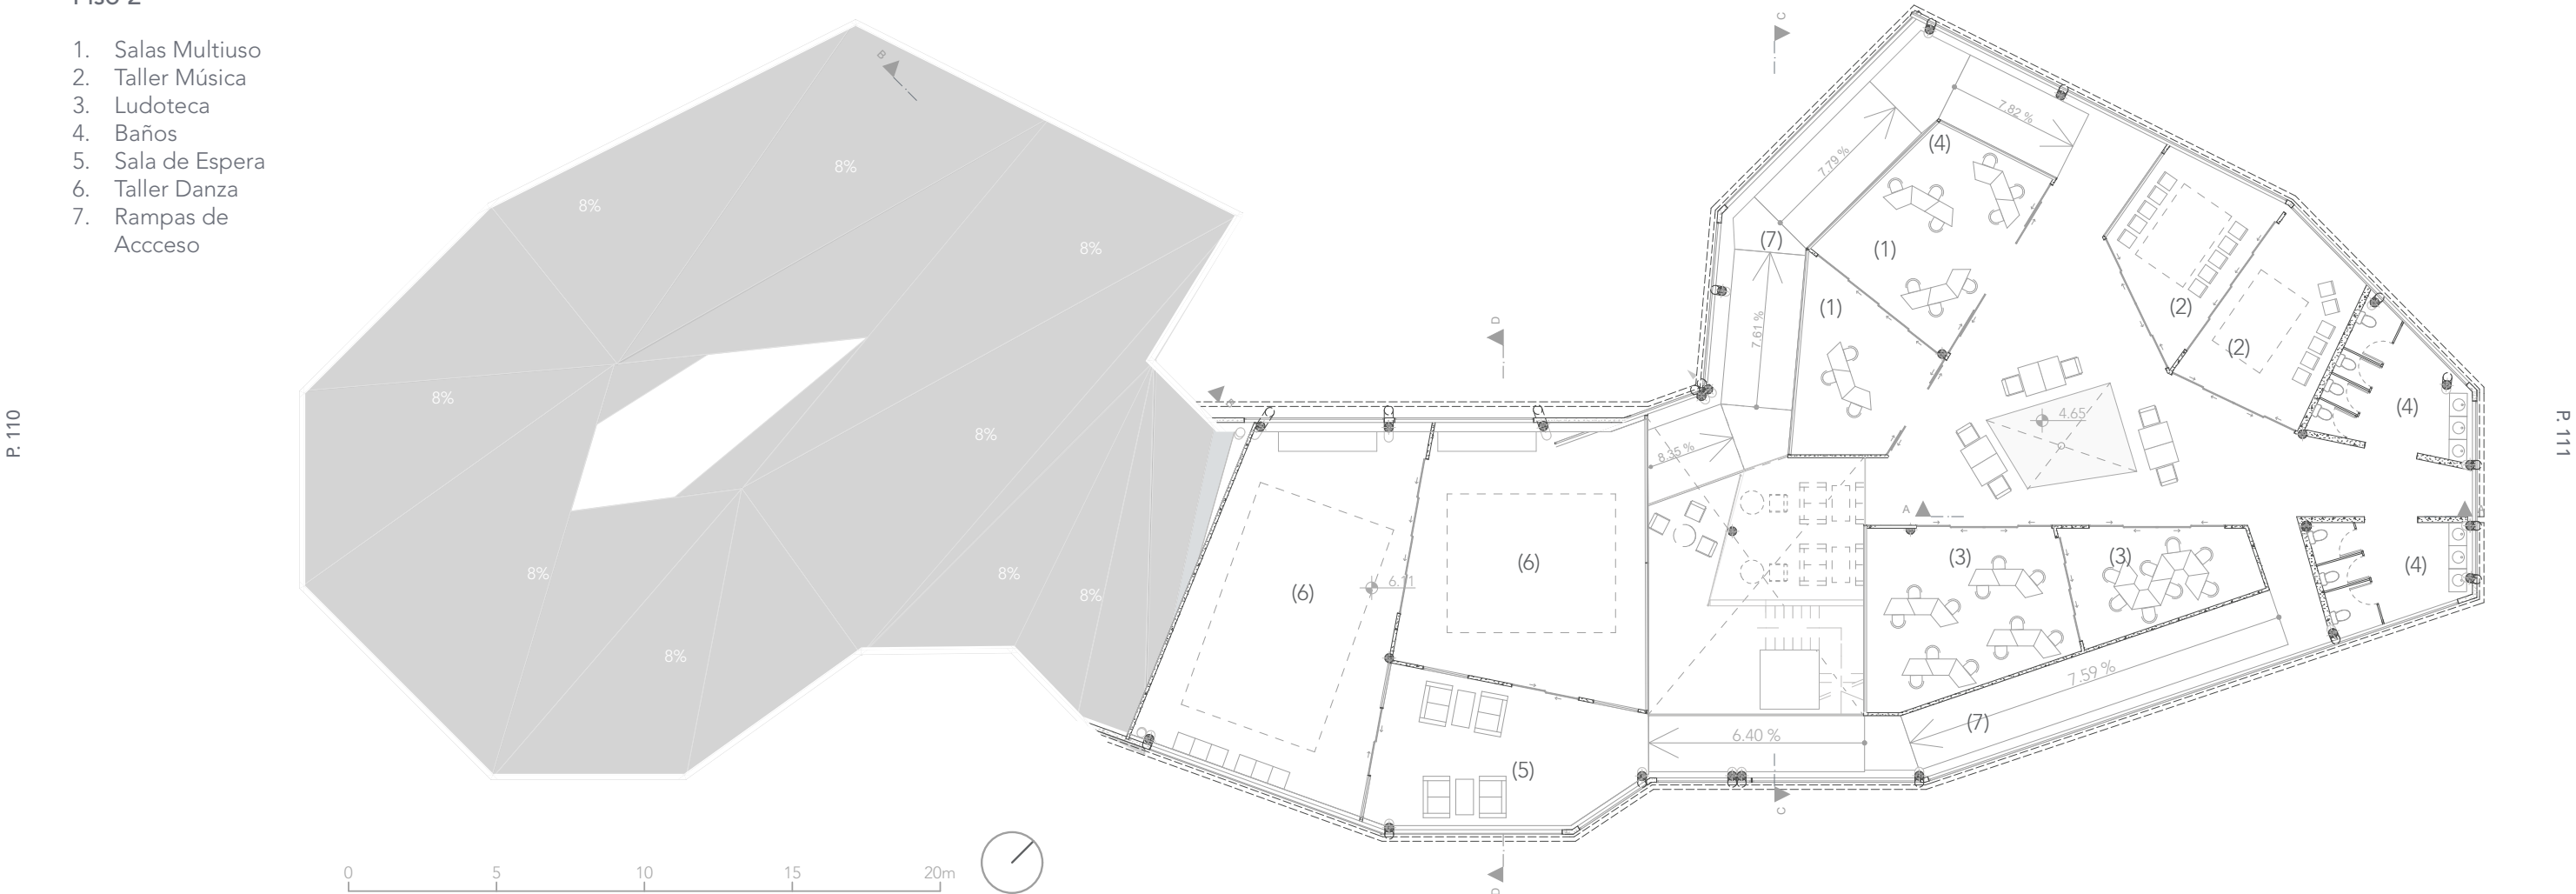 Piso 2
1. Salas Multiuso
2. Taller Música
3. Ludoteca
4. Baños
5. Sala de Espera
6. Taller Danza
7. Rampas de
Accceso
P. 110
P. 111
B
8%
8%
8%
8%
8%
8%
8%
8%
8%
0
5
10
15
20m
C
D
B
7.82 %
(4)
7.79 %
(7)
(1)
(1)
7.61 %
(2)
(2)
(4)
4.65
8.35 %
A
(6)
(6)
6.11
(3)
(3)
(4)
7.59 %
(7)
6.40 %
(5)
C
D